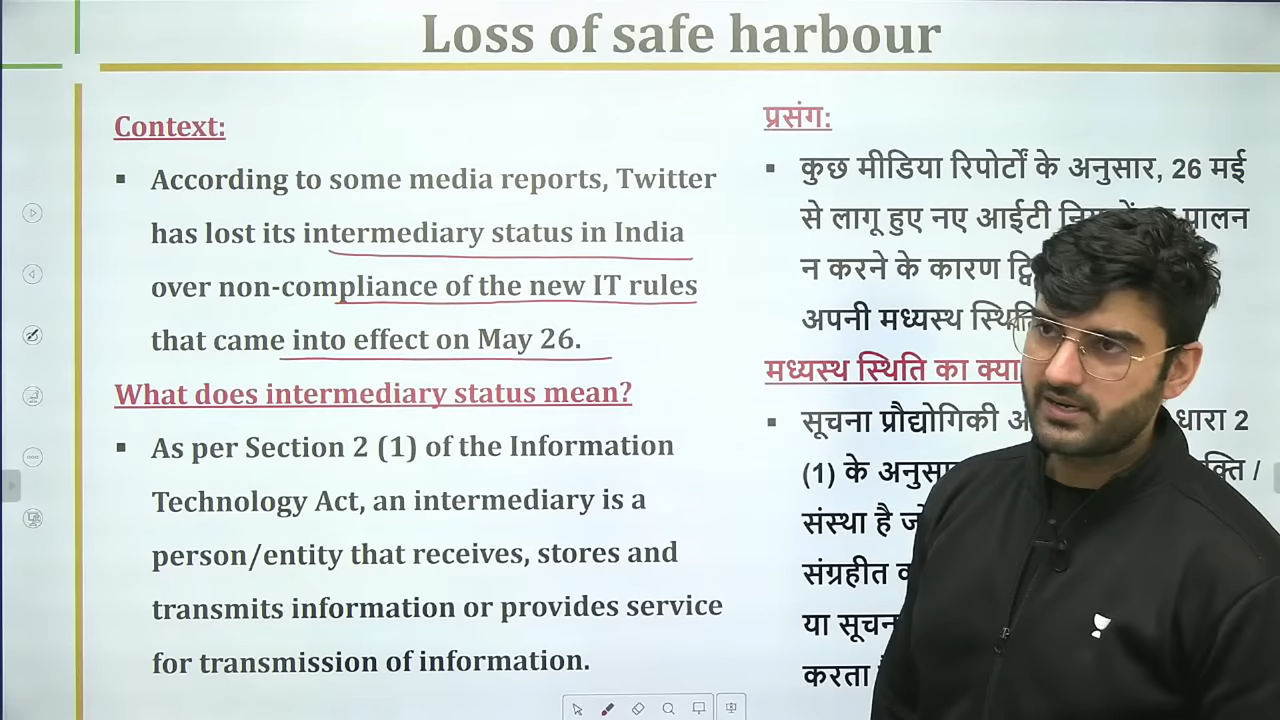 Loss of safe harbour
Context:
▪ According to some media reports, Twitter
has lost its intermediary status in India
over non-compliance of the new IT rules
that came into effect on May 26.
What does intermediary status mean?
▪ As per Section 2 (1) of the Information
Technology Act, an intermediary is a
person/entity that receives, stores and
transmits information or provides service
for transmission of information.
प्रसंग:
▪ कुछ मीडिया रिपोर्टों के अनुसार, 26 मई
से लागू हुए नए आईटी पालन
न करने के कारण
अपनी मध्यस्थ
मध्यस्थ स्थिति का क्या
▪ सूचना प्रौद्योगिकी धारा 2
(1) के /
संस्था है
या
करता